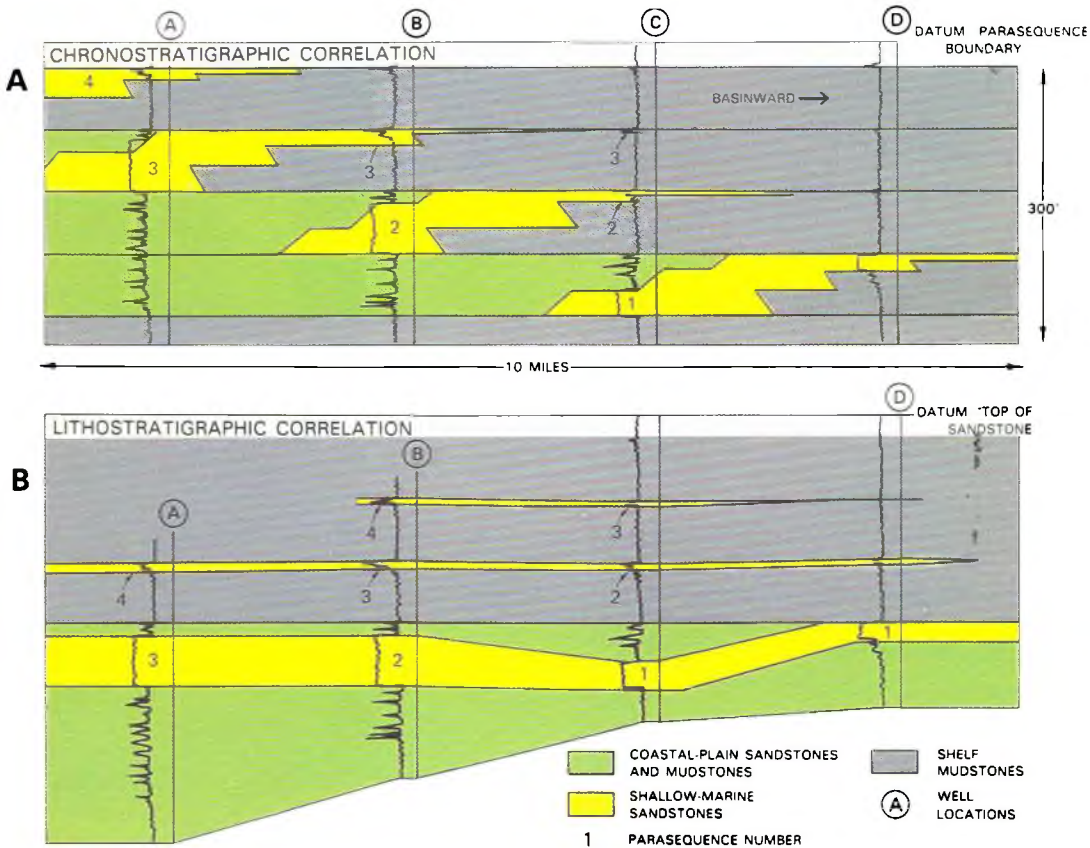 A B C D
DATUM PARASEQUENCE
BOUNDARY
CHRONOSTRATIGRAPHIC CORRELATION
A
4
BASINWARD
3
3
3
300'
2
2
1
10 MILES
D
DATUM TOP OF
SANDSTONE
LITHOSTRATIGRAPHIC CORRELATION
B
B
A
4
3
4
3
2
3
2
1
1
COASTAL-PLAIN SANDSTONES
AND MUDSTONES
SHELF
MUDSTONES
SHALLOW-MARINE
SANDSTONES
A
WELL
LOCATIONS
1
PARASEQUENCE NUMBER